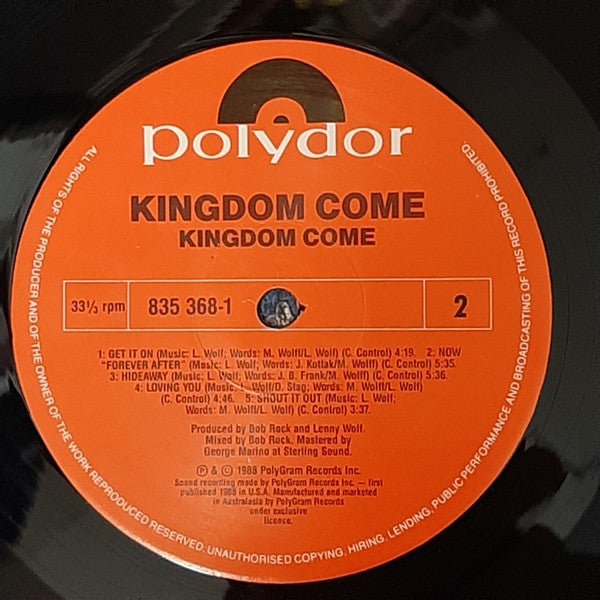 polydor
KINGDOM COME
KINGDOM COME
33⅓ rpm
835 368-1
2
1: GET IT ON (Music: L. Wolf; Words: M. Wolff/L. Wolf) (C. Control) 4:19. 2: NOW
"FOREVER AFTER" (Music: L. Wolf; Words: J. Kottak/M. Wolff) 5:35.
3: HIDEAWAY (Music: L. Wolf; Words: J. B. Frank/M. Wolff) 5:36.
4: LOVING YOU (Music: L. Wolf/D. Stag; Words: M. Wolff/L. Wolf)
(C. Control) 4:46. 5: SHOUT IT OUT (Music: L. Wolf;
Words: M. Wolff/L. Wolf) (C. Control) 3:37.
Produced by Bob Rock and Lenny Wolf.
Mixed by Bob Rock. Mastered by
George Marino at Sterling Sound.
Ⓟ & © 1988 PolyGram Records Inc.
Sound recording made by PolyGram Records Inc. — first
published 1988 in U.S.A. Manufactured and marketed
in Australasia by PolyGram Records
under exclusive
licence.
ALL RIGHTS OF THE PRODUCER AND OF THE OWNER OF THE WORK REPRODUCED RESERVED. UNAUTHORISED COPYING, HIRING, LENDING, PUBLIC PERFORMANCE AND BROADCASTING OF THIS RECORD PROHIBITED.